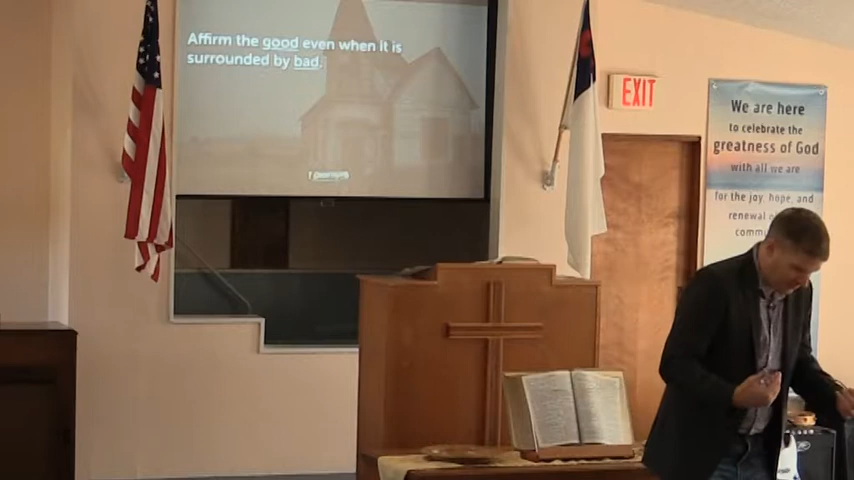 Affirm the good even when it is
surrounded by bad.
EXIT
WE ARE HERE
to celebrate the
greatness of GOD
with all we are
for the joy, HOPE, and
renewal